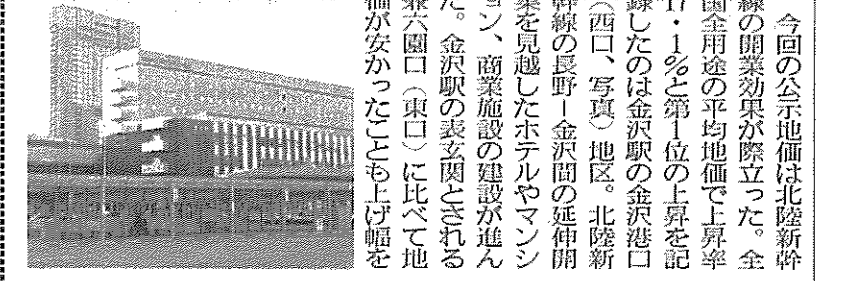 今回の公示地価は北陸新幹
線の開業効果が際立った。全
国全用途の平均地価で上昇率
17・1％と第1位の上昇を記
録したのは金沢駅の金沢港口
（西口、写真）地区。北陸新
幹線の長野ー金沢間の延伸開
業を見越したホテルやマンシ
ョン、商業施設の建設が進ん
だ。金沢駅の表玄関とされる
兼六園口（東口）に比べて地
価が安かったことも上げ幅を